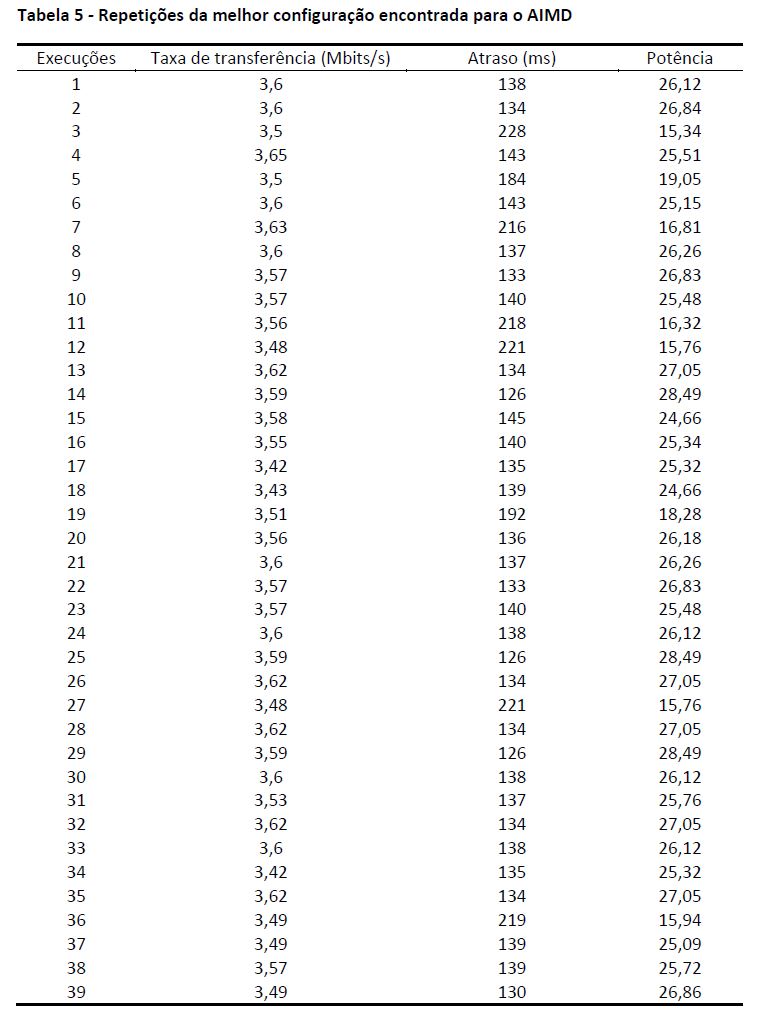 Tabela 5 - Repetições da melhor configuração encontrada para o AIMD
Execuções Taxa de transferência (Mbits/s) Atraso (ms) Potência
1 3,6 138 26,12
2 3,6 134 26,84
3 3,5 228 15,34
4 3,65 143 25,51
5 3,5 184 19,05
6 3,6 143 25,15
7 3,63 216 16,81
8 3,6 137 26,26
9 3,57 133 26,83
10 3,57 140 25,48
11 3,56 218 16,32
12 3,48 221 15,76
13 3,62 134 27,05
14 3,59 126 28,49
15 3,58 145 24,66
16 3,55 140 25,34
17 3,42 135 25,32
18 3,43 139 24,66
19 3,51 192 18,28
20 3,56 136 26,18
21 3,6 137 26,26
22 3,57 133 26,83
23 3,57 140 25,48
24 3,6 138 26,12
25 3,59 126 28,49
26 3,62 134 27,05
27 3,48 221 15,76
28 3,62 134 27,05
29 3,59 126 28,49
30 3,6 138 26,12
31 3,53 137 25,76
32 3,62 134 27,05
33 3,6 138 26,12
34 3,42 135 25,32
35 3,62 134 27,05
36 3,49 219 15,94
37 3,49 139 25,09
38 3,57 139 25,72
39 3,49 130 26,86